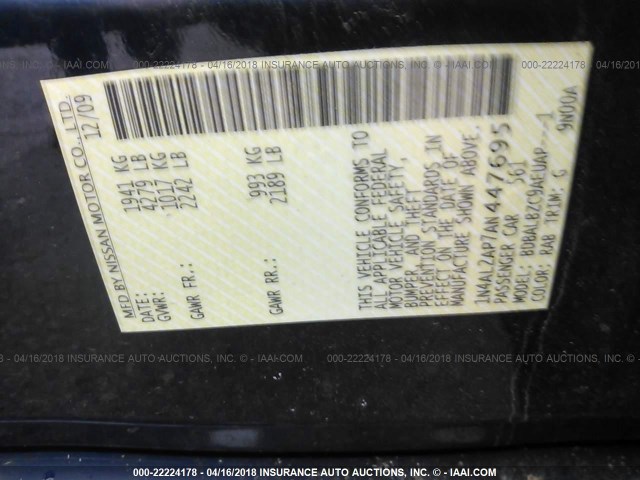 000-22224178 - 04/16/2018 INSURANCE AUTO AUCTIONS, INC. - ©IAAI.COM
MFD BY NISSAN MOTOR CO., LTD.
DATE: 12/09
GVWR: 1941 KG
4279 LB
GAWR FR.: 1017 KG
2242 LB
GAWR RR.: 993 KG
2189 LB
THIS VEHICLE CONFORMS TO
ALL APPLICABLE FEDERAL
MOTOR VEHICLE SAFETY,
BUMPER, AND THEFT
PREVENTION STANDARDS IN
EFFECT ON THE DATE OF
MANUFACTURE SHOWN ABOVE.
1N4AL2AP7AN447695
PASSENGER CAR S61
MODEL: BDBALBZC9AEUAP---1
COLOR: RAB TRIM: G 9N00A